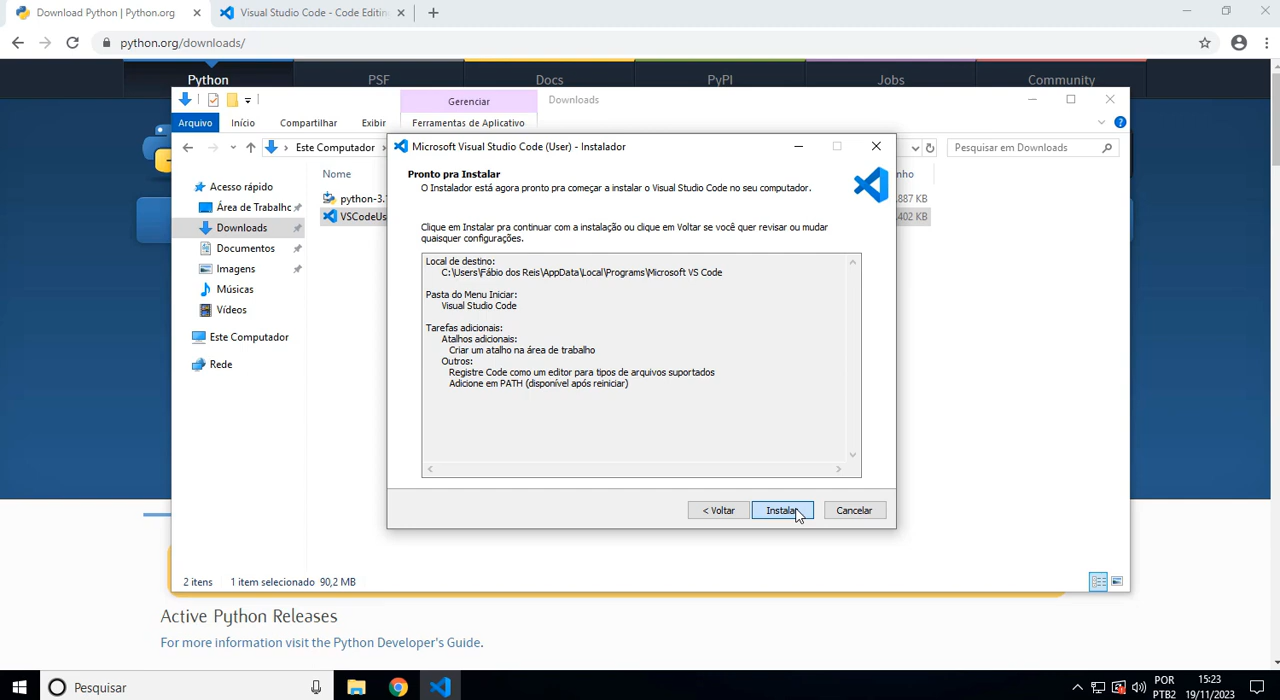 Download Python | Python.org
Visual Studio Code - Code Editin
python.org/downloads/
Python
PSF
Docs
PyPI
Jobs
Community
Gerenciar
Downloads
Arquivo
Início
Compartilhar
Exibir
Ferramentas de Aplicativo
Este Computador
Pesquisar em Downloads
Acesso rápido
Área de Trabalhc
Downloads
Documentos
Imagens
Músicas
Vídeos
Este Computador
Rede
Nome
nho
python-3.
.887 KB
VSCodeUs
.402 KB
Microsoft Visual Studio Code (User) - Instalador
Pronto pra Instalar
O Instalador está agora pronto pra começar a instalar o Visual Studio Code no seu computador.
Clique em Instalar pra continuar com a instalação ou clique em Voltar se você quer revisar ou mudar
quaisquer configurações.
Local de destino:
C:\Users\Fábio dos Reis\AppData\Local\Programs\Microsoft VS Code
Pasta do Menu Iniciar:
Visual Studio Code
Tarefas adicionais:
Atalhos adicionais:
Criar um atalho na área de trabalho
Outros:
Registre Code como um editor para tipos de arquivos suportados
Adicione em PATH (disponível após reiniciar)
< Voltar
Instalar
Cancelar
2 itens
1 item selecionado 90,2 MB
Active Python Releases
For more information visit the Python Developer's Guide.
Pesquisar
POR
PTB2
15:23
19/11/2023